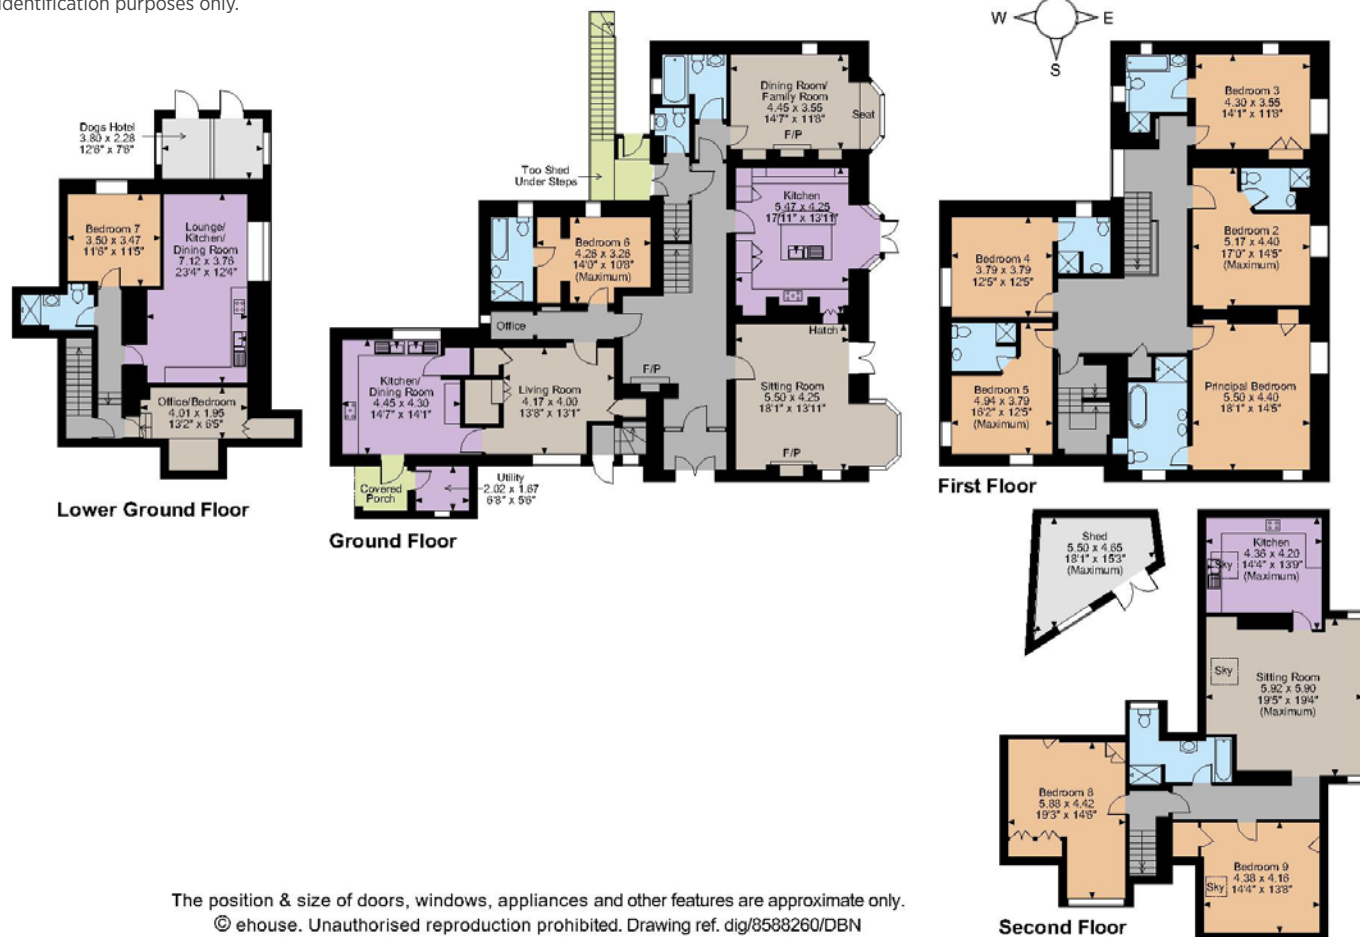 identification purposes only.
W
E
S
Dogs Hotel
3.80 x 2.28
12'6" x 7'6"
Bedroom 7
3.50 x 3.47
11'6" x 11'5"
Lounge/
Kitchen/
Dining Room
7.12 x 3.76
23'4" x 12'4"
Office/Bedroom
4.01 x 1.95
13'2" x 6'5"
Lower Ground Floor
Too Shed
Under Steps
Dining Room/
Family Room
4.45 x 3.55
14'7" x 11'8"
F/P
Seat
Kitchen
5.47 x 4.25
17'11" x 13'11"
Bedroom 6
4.26 x 3.26
14'0" x 10'8"
(Maximum)
Office
Hatch
Kitchen/
Dining Room
4.45 x 4.30
14'7" x 14'1"
Living Room
4.17 x 4.00
13'8" x 13'1"
F/P
Sitting Room
5.50 x 4.25
18'1" x 13'11"
F/P
Covered
Porch
Utility
2.02 x 1.67
6'8" x 5'6"
Ground Floor
Bedroom 3
4.30 x 3.55
14'1" x 11'8"
Bedroom 2
5.17 x 4.40
17'0" x 14'5"
(Maximum)
Bedroom 4
3.79 x 3.79
12'5" x 12'5"
Bedroom 5
4.94 x 3.79
16'2" x 12'5"
(Maximum)
Principal Bedroom
5.50 x 4.40
18'1" x 14'5"
First Floor
Shed
5.50 x 4.65
18'1" x 15'3"
(Maximum)
Kitchen
4.36 x 4.20
14'4" x 13'9"
(Maximum)
Sky
Sky
Sitting Room
5.92 x 5.90
19'5" x 19'4"
(Maximum)
Bedroom 8
5.88 x 4.42
19'3" x 14'6"
Bedroom 9
4.38 x 4.16
14'4" x 13'8"
Sky
Second Floor
The position & size of doors, windows, appliances and other features are approximate only.
© ehouse. Unauthorised reproduction prohibited. Drawing ref. dig/8588260/DBN